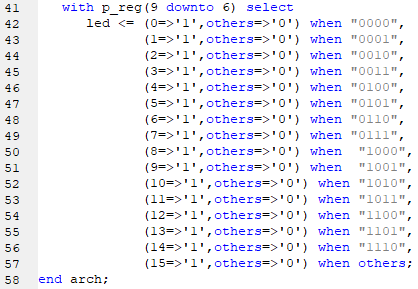 41 with p_reg(9 downto 6) select
42 led <= (0=>'1',others=>'0') when "0000",
43 (1=>'1',others=>'0') when "0001",
44 (2=>'1',others=>'0') when "0010",
45 (3=>'1',others=>'0') when "0011",
46 (4=>'1',others=>'0') when "0100",
47 (5=>'1',others=>'0') when "0101",
48 (6=>'1',others=>'0') when "0110",
49 (7=>'1',others=>'0') when "0111",
50 (8=>'1',others=>'0') when "1000",
51 (9=>'1',others=>'0') when "1001",
52 (10=>'1',others=>'0') when "1010",
53 (11=>'1',others=>'0') when "1011",
54 (12=>'1',others=>'0') when "1100",
55 (13=>'1',others=>'0') when "1101",
56 (14=>'1',others=>'0') when "1110",
57 (15=>'1',others=>'0') when others;
58 end arch;